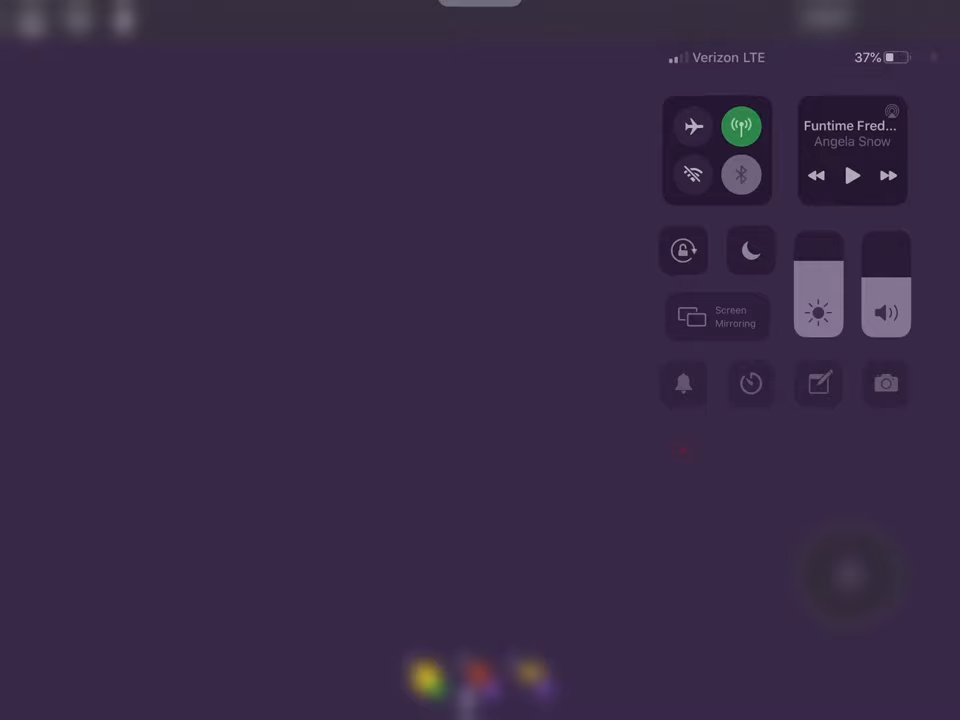 Verizon LTE
37%
Funtime Fred...
Angela Snow
Screen
Mirroring